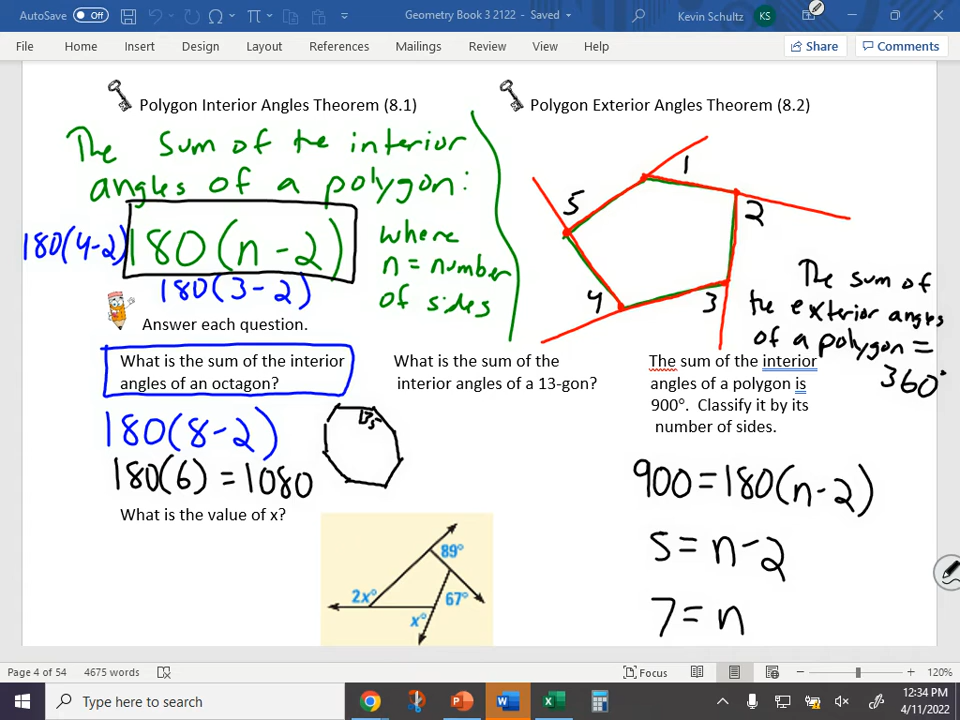 AutoSave Off Geometry Book 3 2122 - Saved Kevin Schultz KS
File Home Insert Design Layout References Mailings Review View Help Share Comments
Polygon Interior Angles Theorem (8.1)
The sum of the interior
angles of a polygon:
180(4-2) 180(n-2)
180(3-2)
where
n = number
of sides
Polygon Exterior Angles Theorem (8.2)
1
2
3
4
5
The sum of
the exterior angles
of a polygon =
360°
Answer each question.
What is the sum of the interior
angles of an octagon?
180(8-2)
180(6) = 1080
135
What is the sum of the
interior angles of a 13-gon?
The sum of the interior
angles of a polygon is
900°. Classify it by its
number of sides.
900 = 180(n-2)
5 = n-2
7 = n
What is the value of x?
89°
2x°
67°
x°
Page 4 of 54 4675 words Focus 120%
Type here to search
12:34 PM
4/11/2022